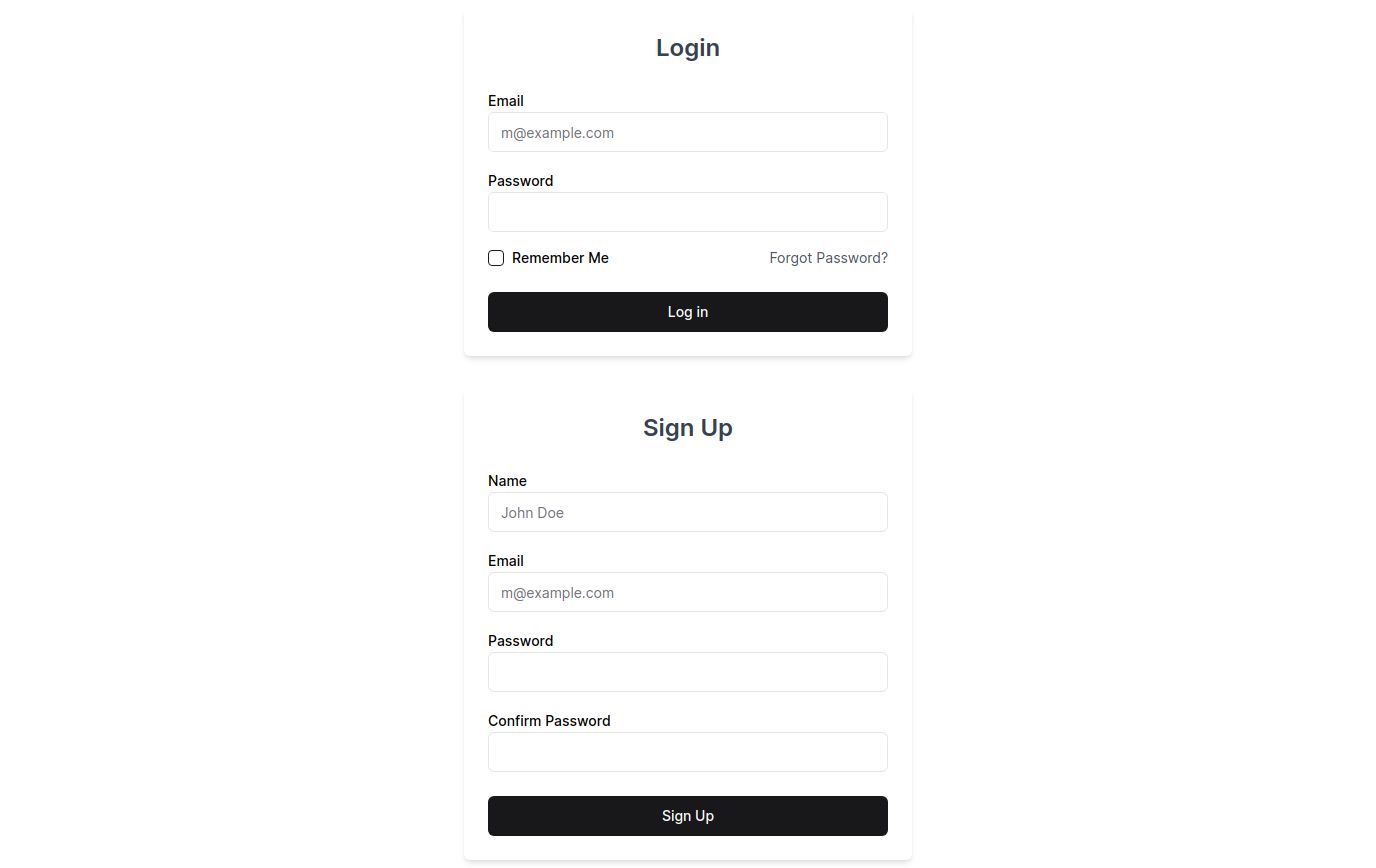 Login
Email
m@example.com
Password
Remember Me Forgot Password?
Log in
Sign Up
Name
John Doe
Email
m@example.com
Password
Confirm Password
Sign Up